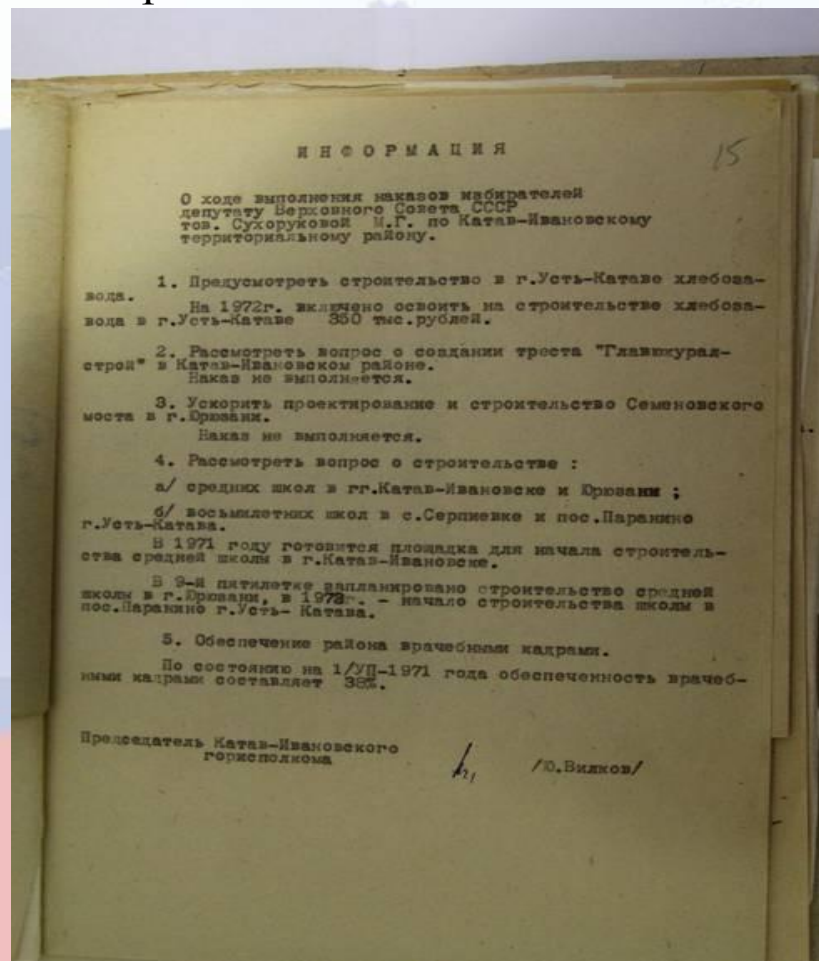 ИНФОРМАЦИЯ
15
О ходе выполнения наказов избирателей
депутату Верховного Совета СССР
тов. Сухоруковой М.Г. по Катав-Ивановскому
территориальному району.
1. Предусмотреть строительство в г.Усть-Катаве хлебоза-
вода.
На 1972г. включено освоить на строительстве хлебоза-
вода в г.Усть-Катаве 350 тыс.рублей.
2. Рассмотреть вопрос о создании треста "Главюжурал-
строй" в Катав-Ивановском районе.
Наказ не выполняется.
3. Ускорить проектирование и строительство Семеновского
моста в г.Юрюзани.
Наказ не выполняется.
4. Рассмотреть вопрос о строительстве :
а/ средних школ в гг.Катав-Ивановске и Юрюзани ;
б/ восьмилетних школ в с.Серпиевке и пос.Паранино
г.Усть-Катава.
В 1971 году готовится площадка для начала строитель-
ства средней школы в г.Катав-Ивановске.
В 9-й пятилетке запланировано строительство средней
школы в г.Юрюзани, в 1972г. - начало строительства школы в
пос.Паранино г.Усть- Катава.
5. Обеспечение района врачебными кадрами.
По состоянию на 1/УП-1971 года обеспеченность врачеб-
ными кадрами составляет 38%.
Председатель Катав-Ивановского
горисполкома
/Ю.Вилков/